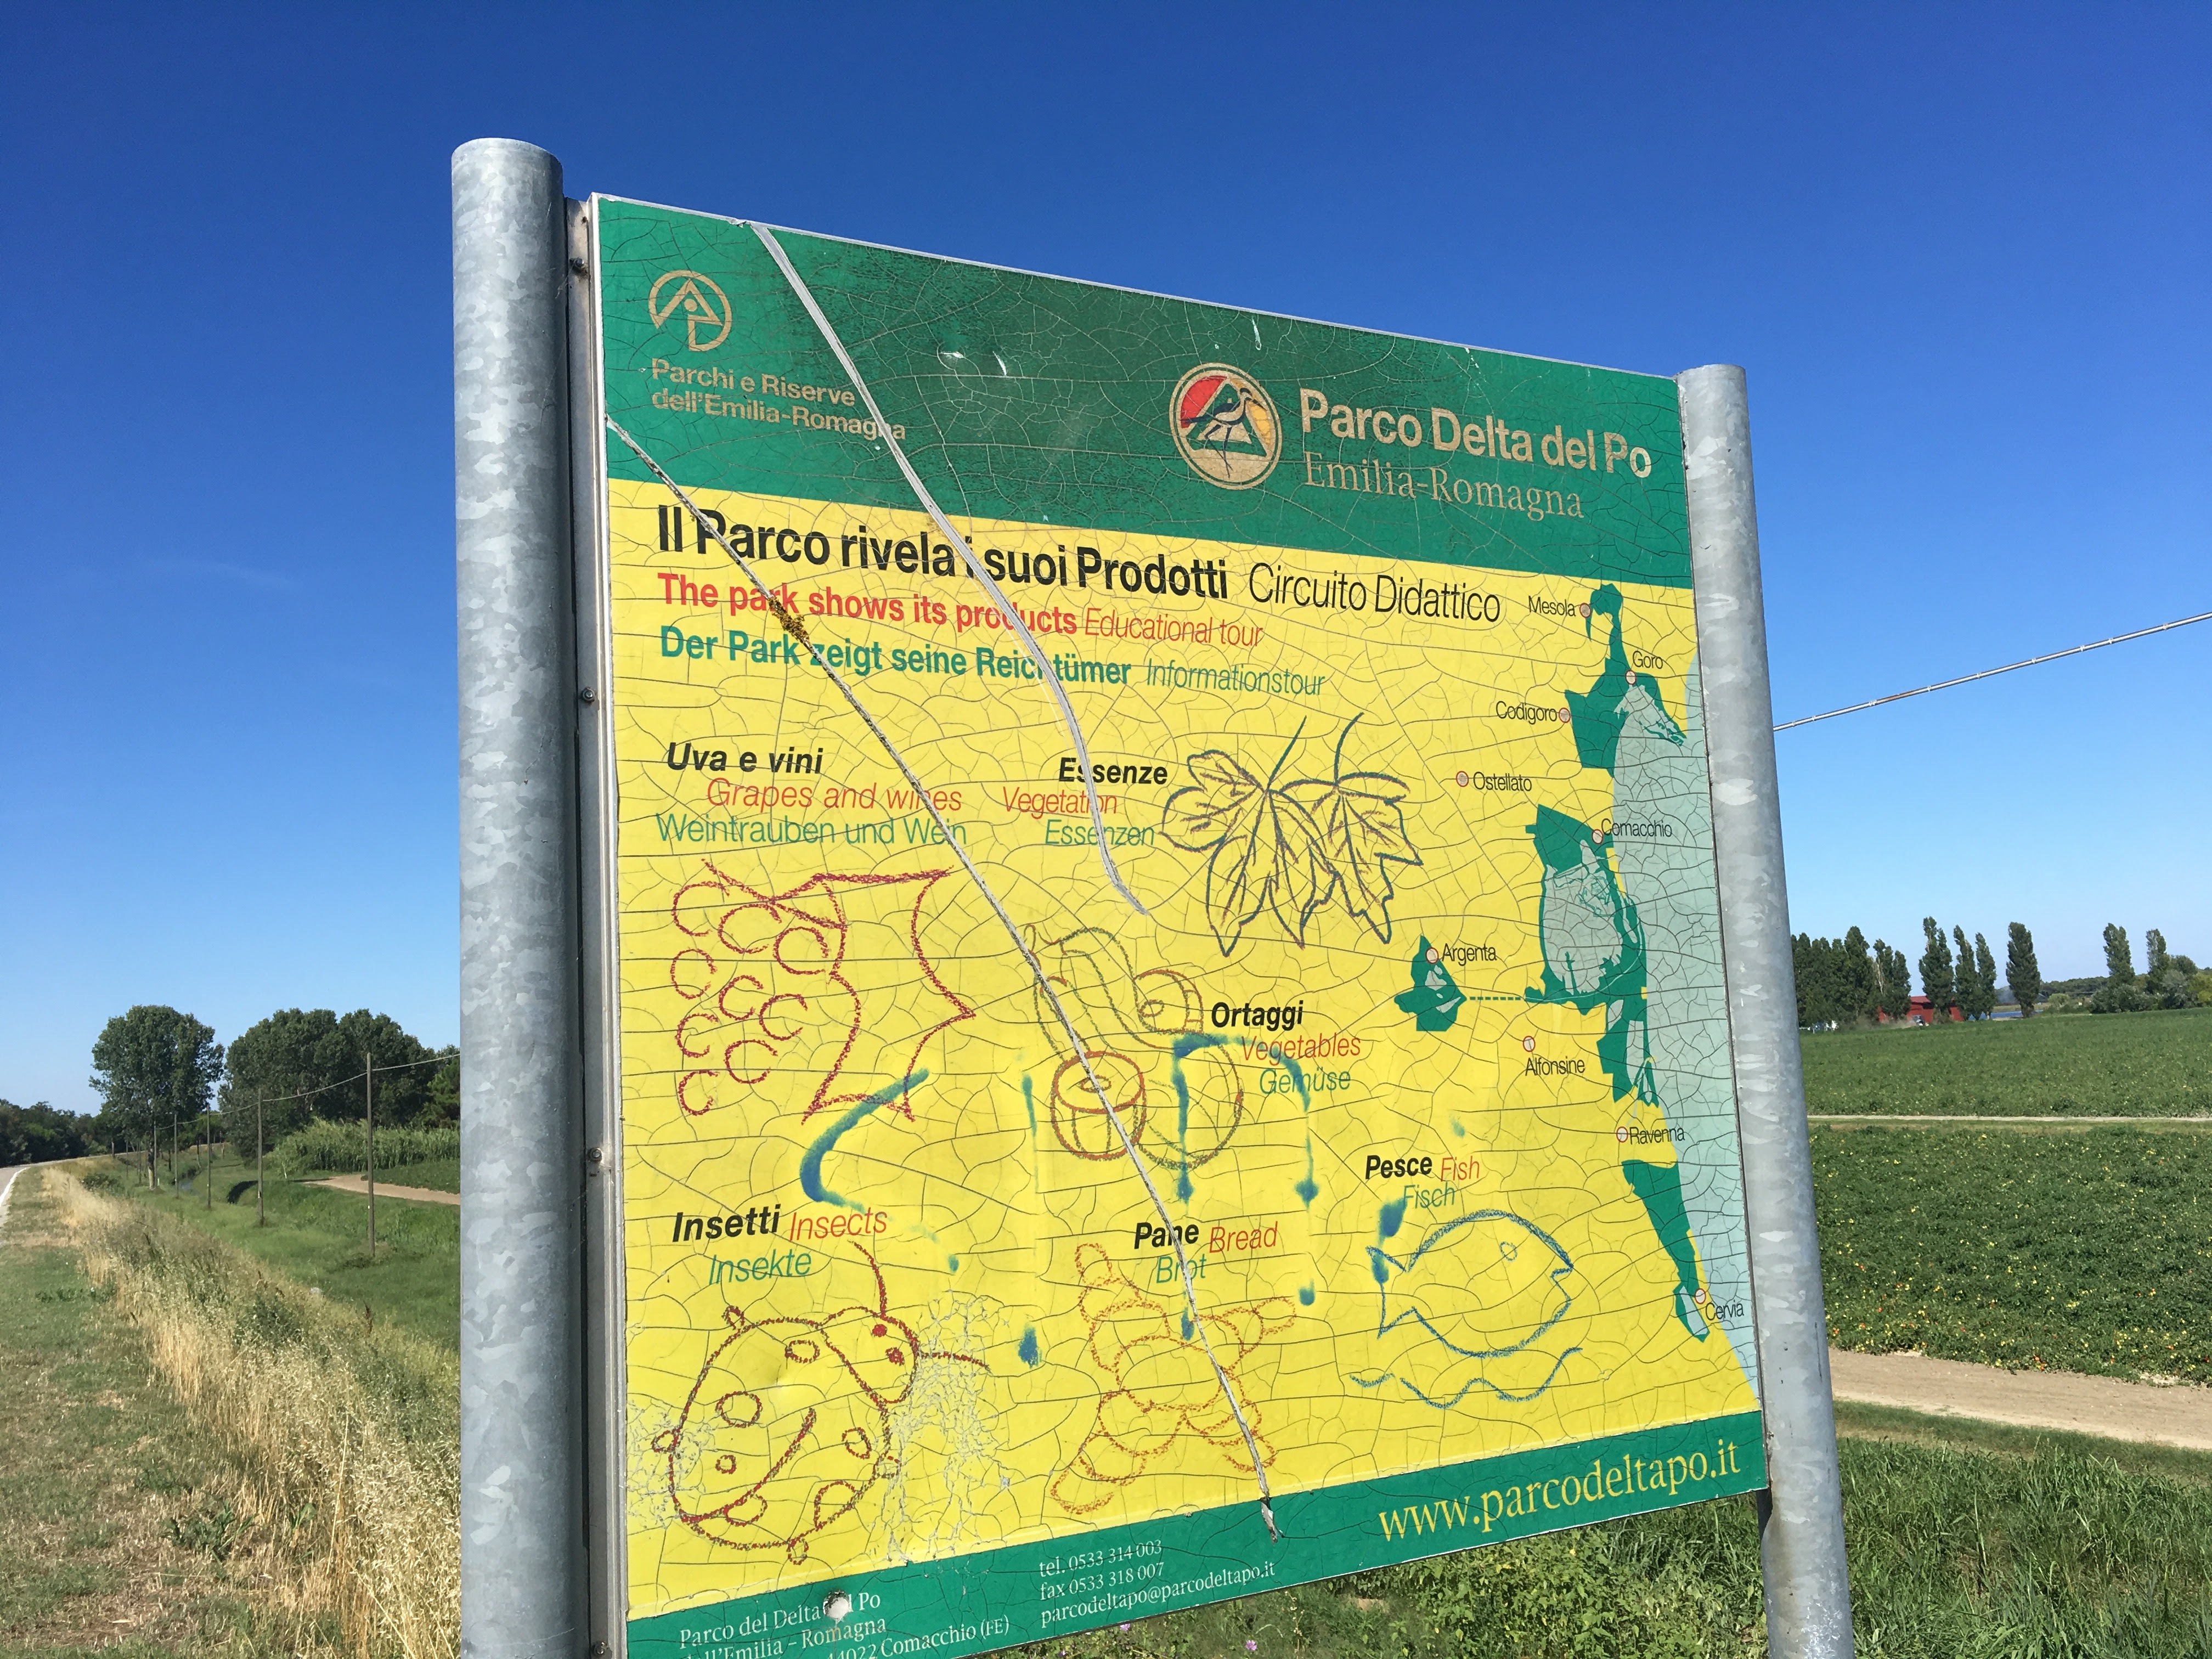 Parchi e Riserve
dell'Emilia-Romagna
Parco Delta del Po
Emilia-Romagna
Il Parco rivela i suoi Prodotti Circuito Didattico
The park shows its products Educational tour
Der Park zeigt seine Reichtümer Informationstour
Uva e vini
Grapes and wines
Weintrauben und Wein
Essenze
Vegetation
Essenzen
Ortaggi
Vegetables
Gemüse
Insetti Insects
Insekte
Pane Bread
Brot
Pesce Fish
Fisch
Mesola
Goro
Codigoro
Ostellato
Comacchio
Argenta
Alfonsine
Ravenna
Cervia
Parco del Delta del Po
dell'Emilia - Romagna
44022 Comacchio (FE)
tel. 0533 314 003
fax 0533 318 007
parcodeltapo@parcodeltapo.it
www.parcodeltapo.it